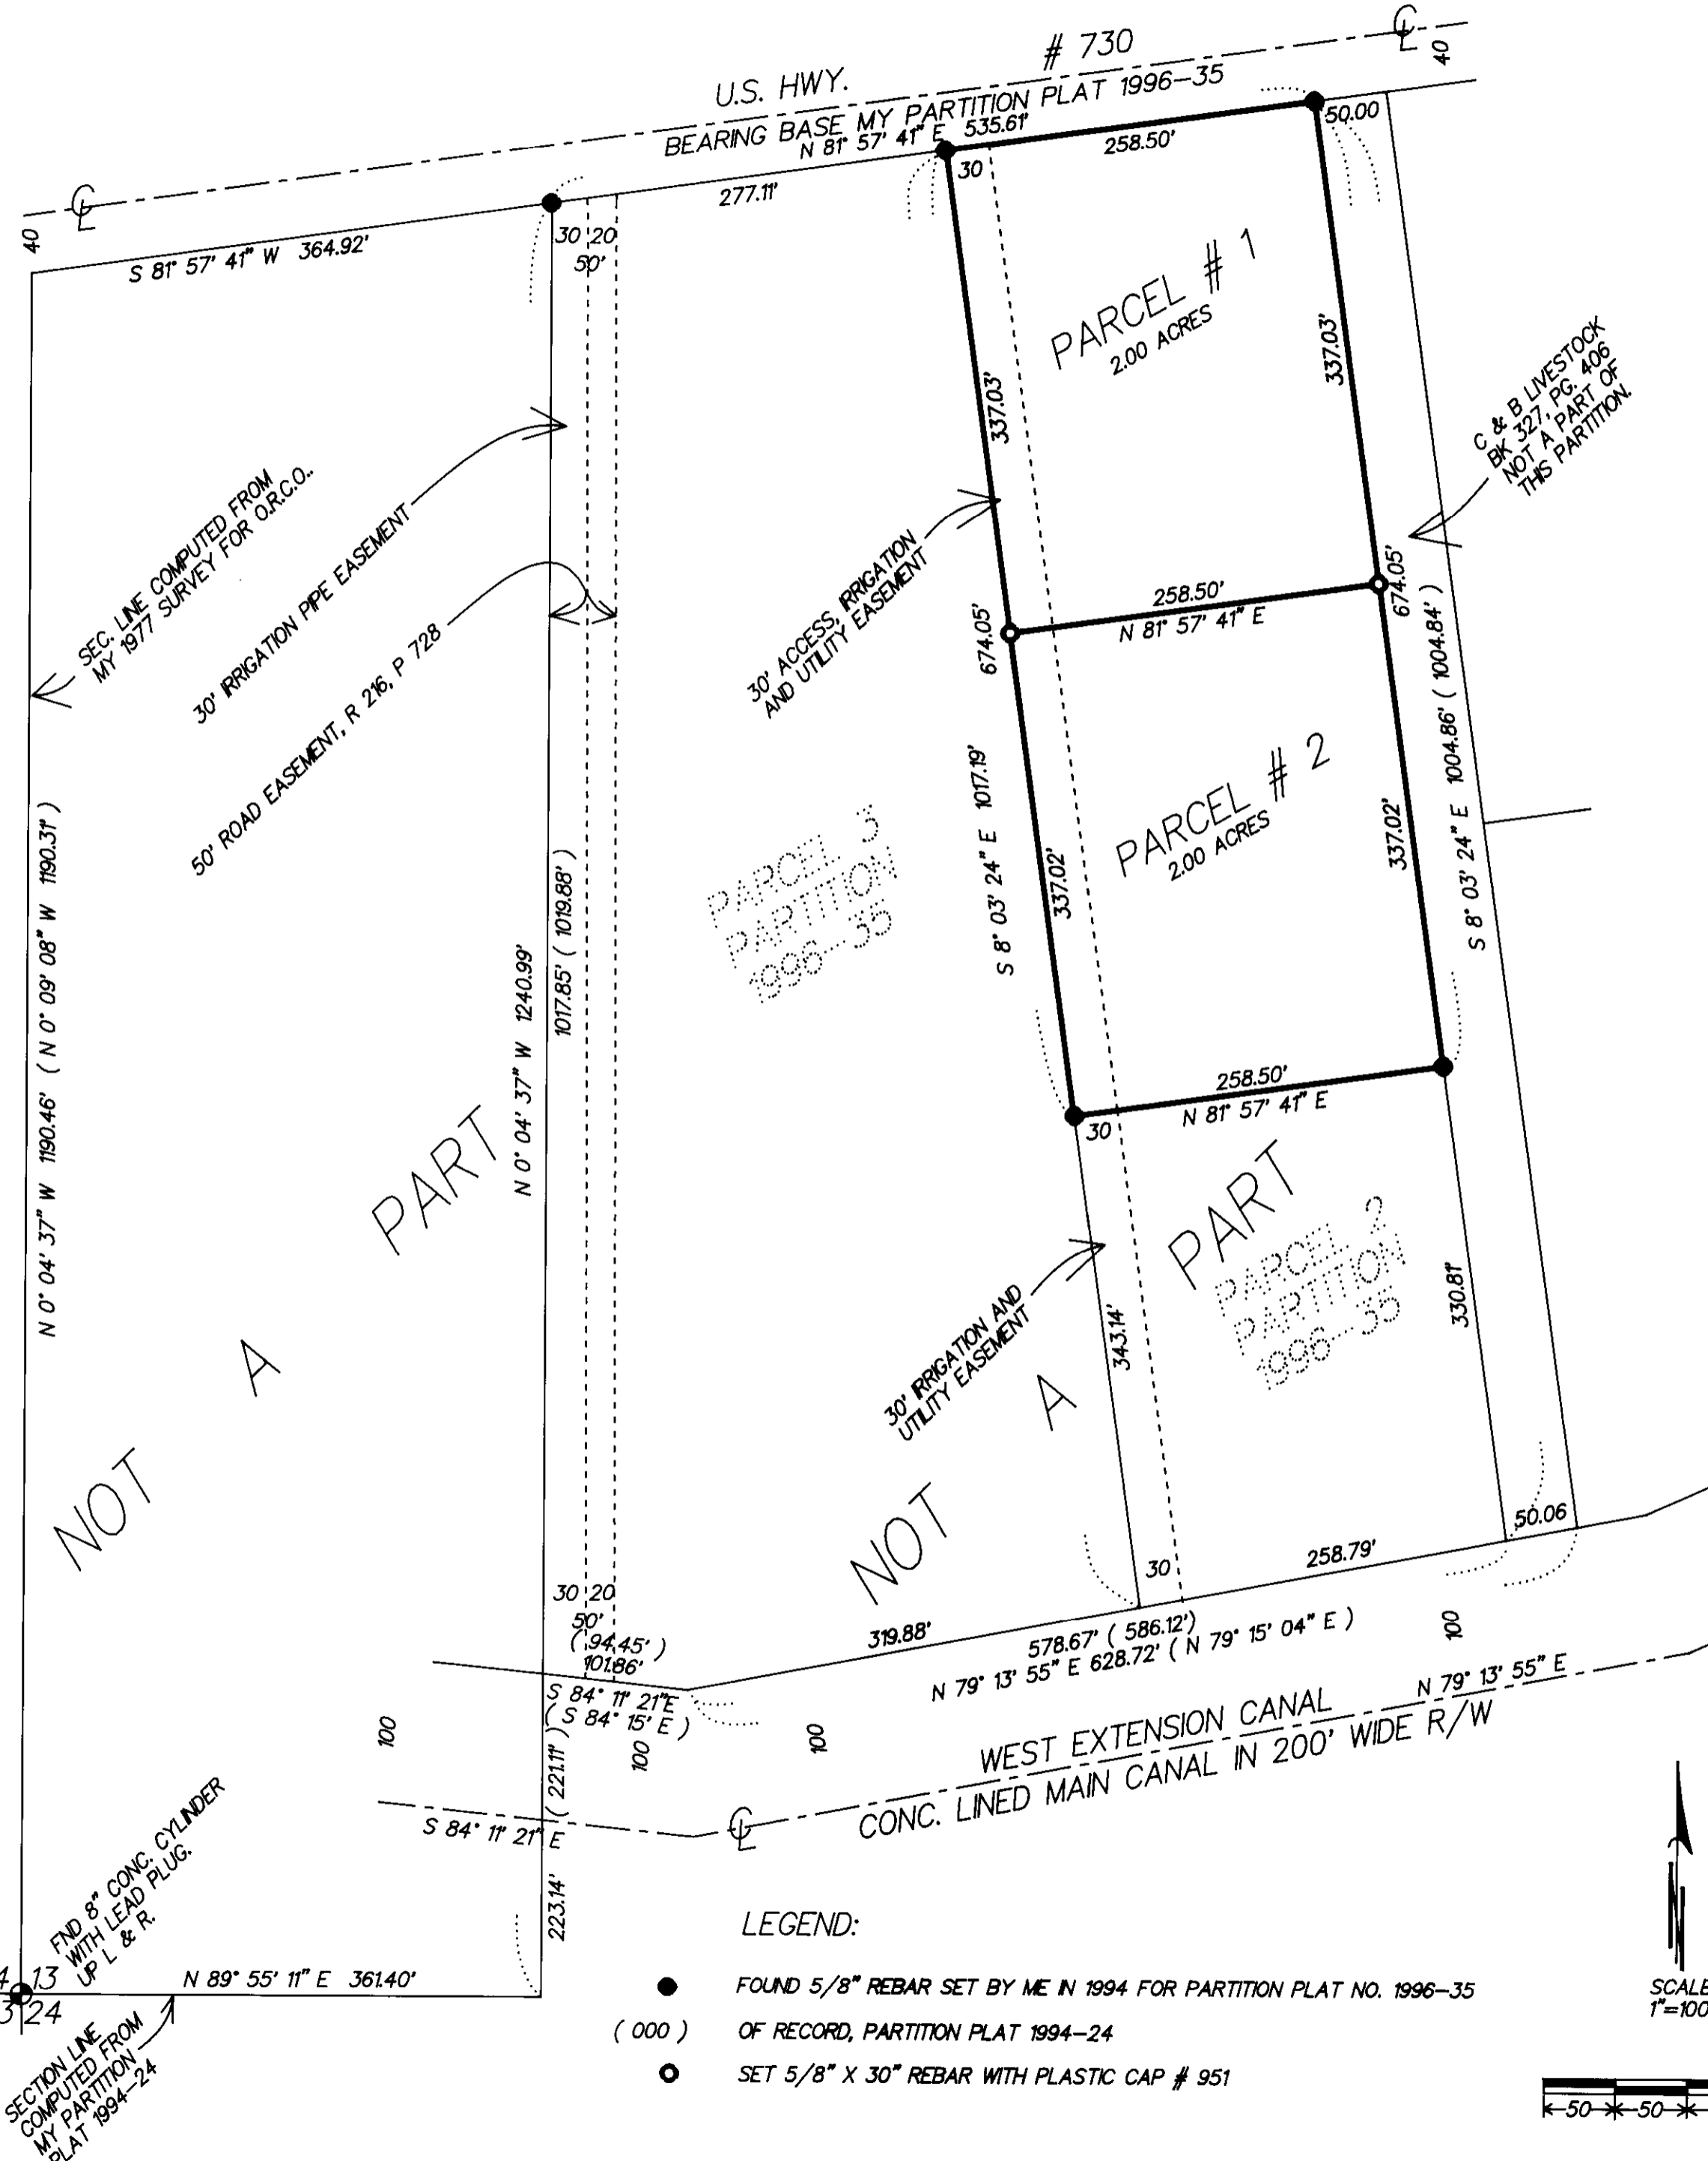 # 730
U.S. HWY.
BEARING BASE MY PARTITION PLAT 1996-35
N 81° 57' 41" E 535.61'
40
40
S 81° 57' 41" W 364.92'
277.11'
258.50'
50.00
30 20
50'
30
PARCEL # 1
2.00 ACRES
337.03'
337.03'
C & B LIVESTOCK
BK 327, PG. 406
NOT A PART OF
THIS PARTITION.
SEC. LINE COMPUTED FROM
MY 1977 SURVEY FOR O.R.C.O..
30' IRRIGATION PIPE EASEMENT
50' ROAD EASEMENT, R 216, P 728
30' ACCESS, IRRIGATION
AND UTILITY EASEMENT
258.50'
N 81° 57' 41" E
674.05'
674.05'
S 8° 03' 24" E 1004.86' ( 1004.84' )
PARCEL # 2
2.00 ACRES
S 8° 03' 24" E 1017.19'
337.02'
337.02'
N 0° 04' 37" W 1190.46' ( N 0° 09' 08" W 1190.31' )
N 0° 04' 37" W 1240.99'
1017.85' ( 1019.88' )
PARCEL 3
PARTITION
1996-35
258.50'
N 81° 57' 41" E
30
NOT A PART
NOT A PART
PARCEL 2
PARTITION
1996-35
30' IRRIGATION AND
UTILITY EASEMENT
343.14'
330.81'
50.06
258.79'
30
319.88'
578.67' ( 586.12')
N 79° 13' 55" E 628.72' ( N 79° 15' 04" E )
30 20
50'
( 94.45' )
101.86'
S 84° 11' 21"E
( S 84° 15' E )
100
100
100
100
N 79° 13' 55" E
WEST EXTENSION CANAL
CONC. LINED MAIN CANAL IN 200' WIDE R/W
S 84° 11' 21" E
( 221.11' )
223.14'
FND 8" CONC. CYLINDER
WITH LEAD PLUG.
UP L & R.
4 13
3 24
N 89° 55' 11" E 361.40'
SECTION LINE
COMPUTED FROM
MY PARTITION
PLAT 1994-24
LEGEND:
FOUND 5/8" REBAR SET BY ME IN 1994 FOR PARTITION PLAT NO. 1996-35
( 000 ) OF RECORD, PARTITION PLAT 1994-24
SET 5/8" X 30" REBAR WITH PLASTIC CAP # 951
N
SCALE
1"=100
50 50